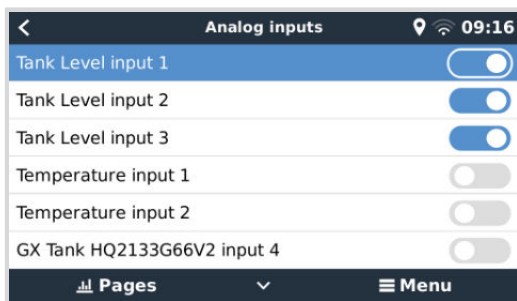 Analog inputs 09:16
Tank Level input 1
Tank Level input 2
Tank Level input 3
Temperature input 1
Temperature input 2
GX Tank HQ2133G66V2 input 4
Pages Menu